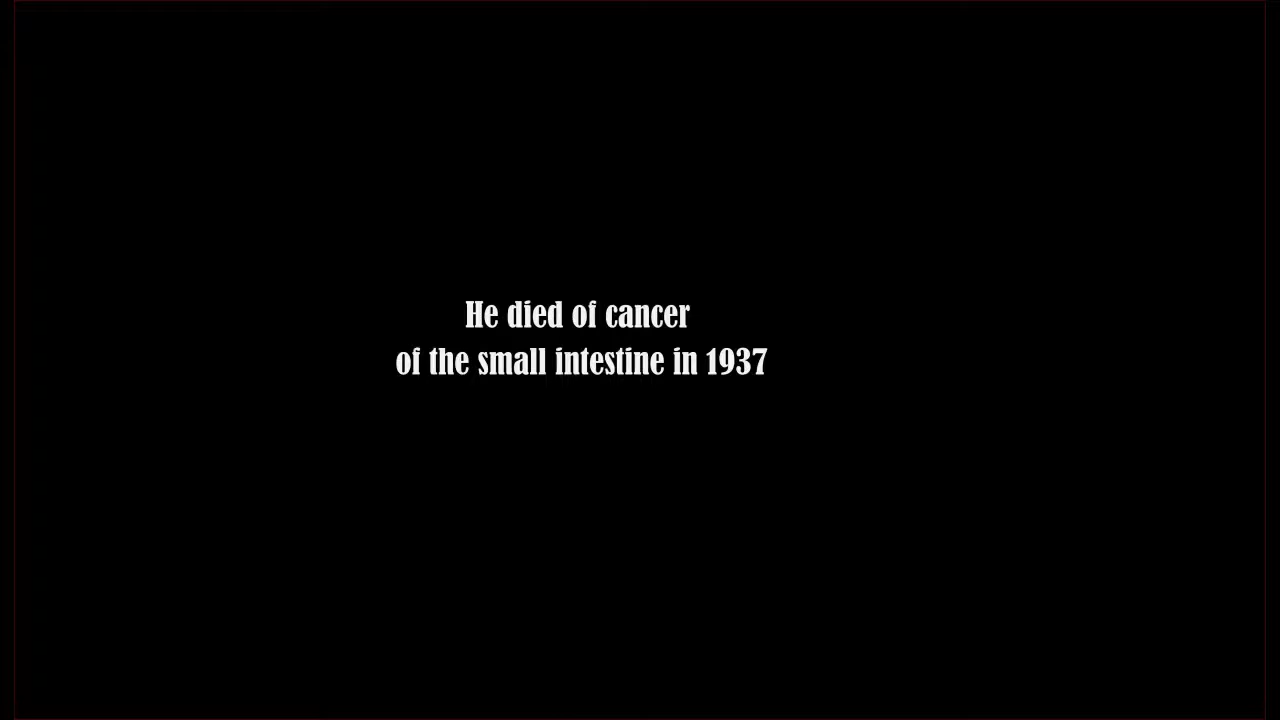 He died of cancer
of the small intestine in 1937